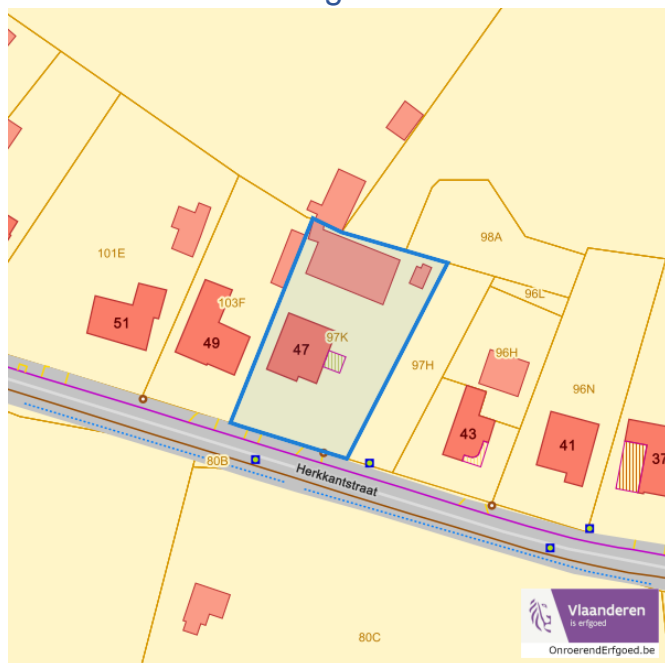 g
98A
101E
96L
103F
51
49
47
97K
97H
96H
96N
43
41
37
80B
Herkkantstraat
80C
Vlaanderen
is erfgoed
OnroerendErfgoed.be